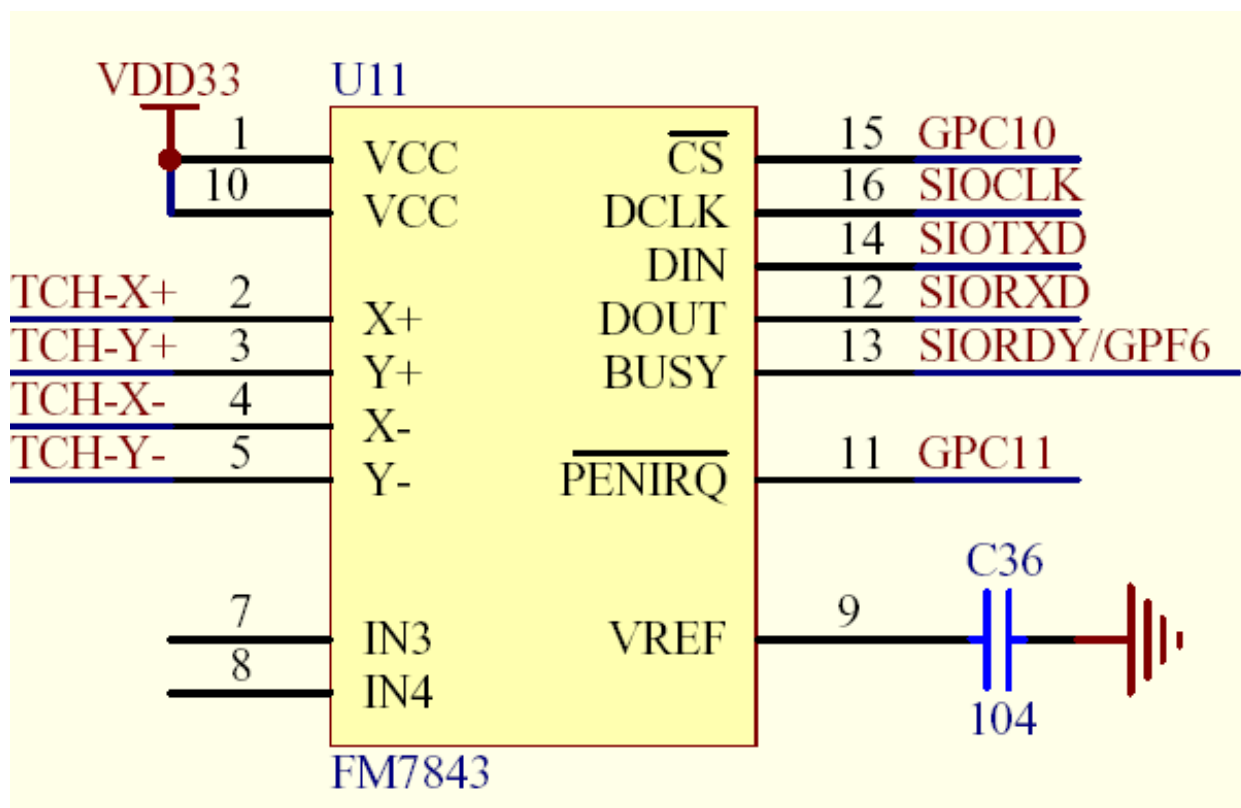 VDD33
U11
1 VCC CS 15 GPC10
10 VCC DCLK 16 SIOCLK
DIN 14 SIOTXD
TCH-X+ 2 X+ DOUT 12 SIORXD
TCH-Y+ 3 Y+ BUSY 13 SIORDY/GPF6
TCH-X- 4 X-
TCH-Y- 5 Y- PENIRQ 11 GPC11
C36
7 IN3 VREF 9
8 IN4
104
FM7843